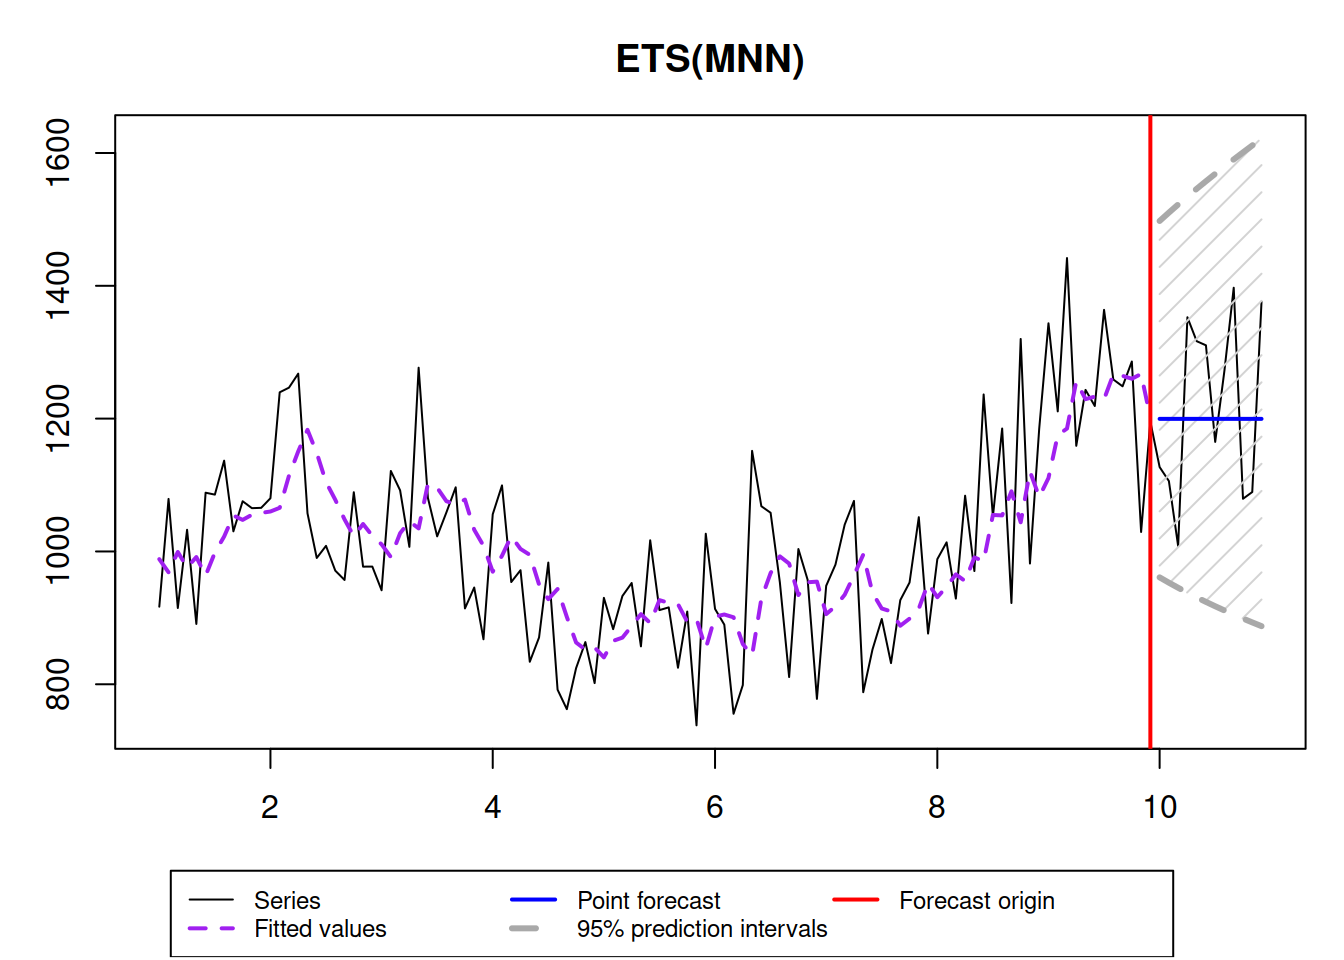 ETS(MNN)
1600
1400
1200
1000
800
2 4 6 8 10
Series Point forecast Forecast origin
Fitted values 95% prediction intervals